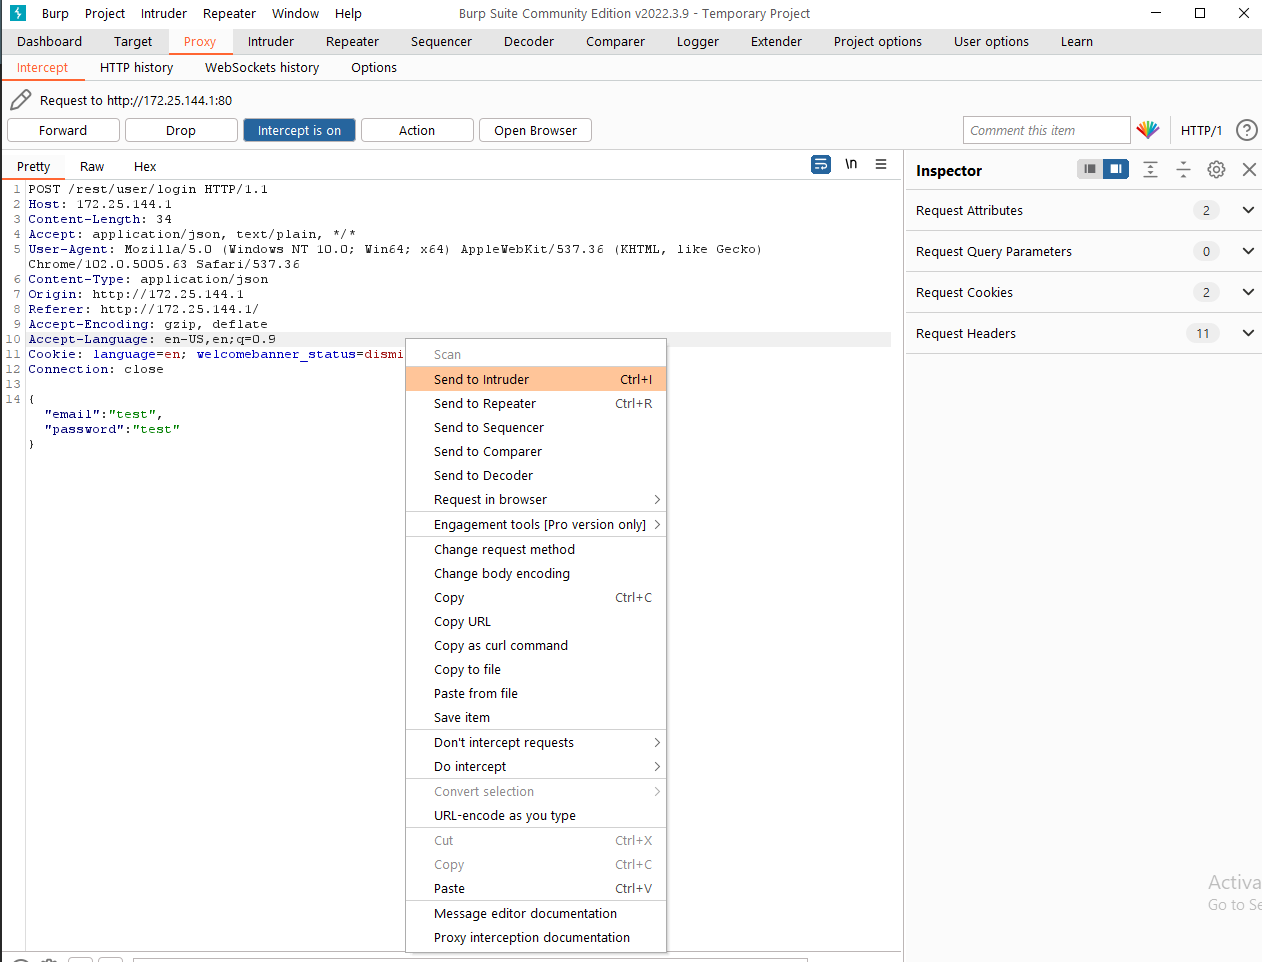 Burp Project Intruder Repeater Window Help Burp Suite Community Edition v2022.3.9 - Temporary Project
Dashboard Target Proxy Intruder Repeater Sequencer Decoder Comparer Logger Extender Project options User options Learn
Intercept HTTP history WebSockets history Options
Request to http://172.25.144.1:80
Forward Drop Intercept is on Action Open Browser Comment this item HTTP/1 ?
Pretty Raw Hex \n
1 POST /rest/user/login HTTP/1.1
2 Host: 172.25.144.1
3 Content-Length: 34
4 Accept: application/json, text/plain, */*
5 User-Agent: Mozilla/5.0 (Windows NT 10.0; Win64; x64) AppleWebKit/537.36 (KHTML, like Gecko)
Chrome/102.0.5005.63 Safari/537.36
6 Content-Type: application/json
7 Origin: http://172.25.144.1
8 Referer: http://172.25.144.1/
9 Accept-Encoding: gzip, deflate
10 Accept-Language: en-US,en;q=0.9
11 Cookie: language=en; welcomebanner_status=dismi
12 Connection: close
13
14 {
"email":"test",
"password":"test"
}
Scan
Send to Intruder Ctrl+I
Send to Repeater Ctrl+R
Send to Sequencer
Send to Comparer
Send to Decoder
Request in browser
Engagement tools [Pro version only]
Change request method
Change body encoding
Copy Ctrl+C
Copy URL
Copy as curl command
Copy to file
Paste from file
Save item
Don't intercept requests
Do intercept
Convert selection
URL-encode as you type
Cut Ctrl+X
Copy Ctrl+C
Paste Ctrl+V
Message editor documentation
Proxy interception documentation
Inspector
Request Attributes 2
Request Query Parameters 0
Request Cookies 2
Request Headers 11
Activa
Go to Se